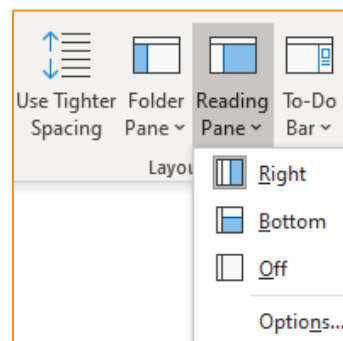 Use Tighter Folder Reading To-Do
Spacing Pane Pane Bar
Layou
Right
Bottom
Off
Options...